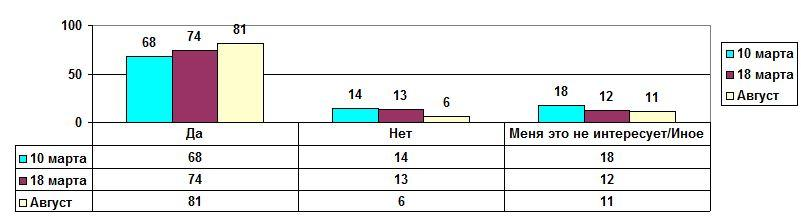 100
81
74
68
50
18
14
13
12
11
6
0
10 марта
18 марта
Август
Да Нет Меня это не интересует/Иное
10 марта 68 14 18
18 марта 74 13 12
Август 81 6 11